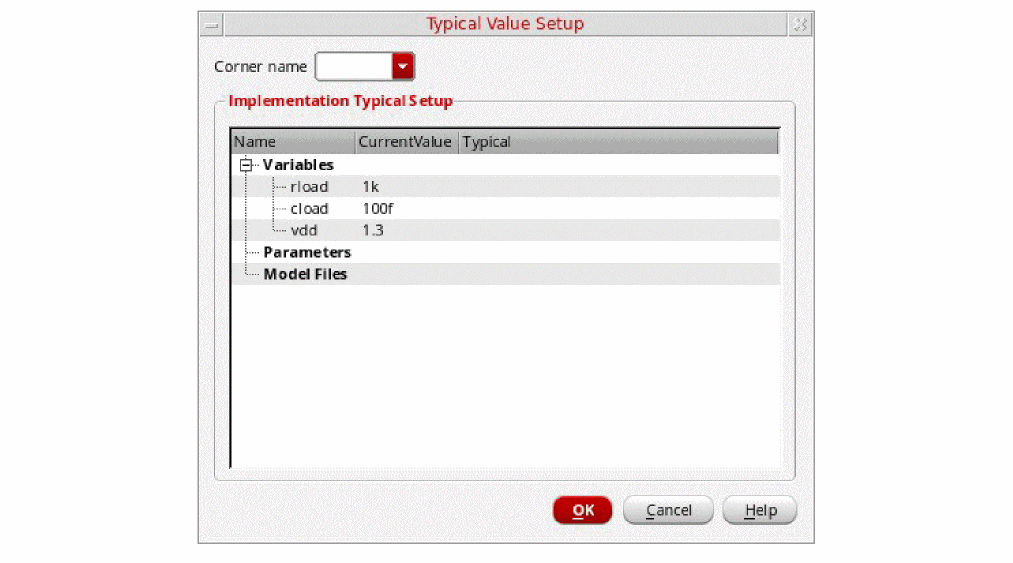 Typical Value Setup
Corner name
Implementation Typical Setup
Name CurrentValue Typical
Variables
rload 1k
cload 100f
vdd 1.3
Parameters
Model Files
OK Cancel Help